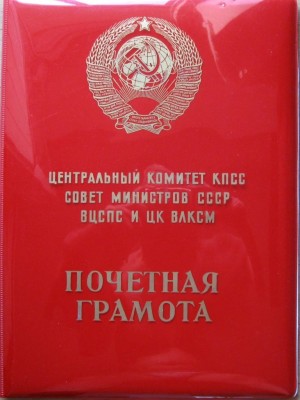 ЦЕНТРАЛЬНЫЙ КОМИТЕТ КПСС
СОВЕТ МИНИСТРОВ СССР
ВЦСПС И ЦК ВЛКСМ
ПОЧЕТНАЯ
ГРАМОТА